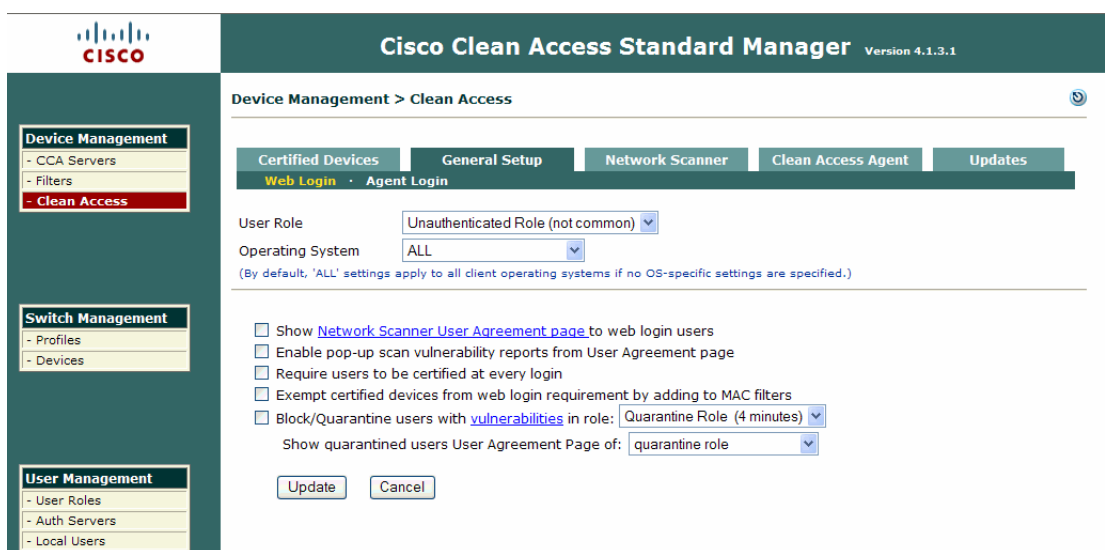 CISCO
Cisco Clean Access Standard Manager Version 4.1.3.1
Device Management > Clean Access
Device Management
- CCA Servers
- Filters
- Clean Access
Switch Management
- Profiles
- Devices
User Management
- User Roles
- Auth Servers
- Local Users
Certified Devices
General Setup
Network Scanner
Clean Access Agent
Updates
Web Login · Agent Login
User Role Unauthenticated Role (not common)
Operating System ALL
(By default, 'ALL' settings apply to all client operating systems if no OS-specific settings are specified.)
Show Network Scanner User Agreement page to web login users
Enable pop-up scan vulnerability reports from User Agreement page
Require users to be certified at every login
Exempt certified devices from web login requirement by adding to MAC filters
Block/Quarantine users with vulnerabilities in role: Quarantine Role (4 minutes)
Show quarantined users User Agreement Page of: quarantine role
Update Cancel